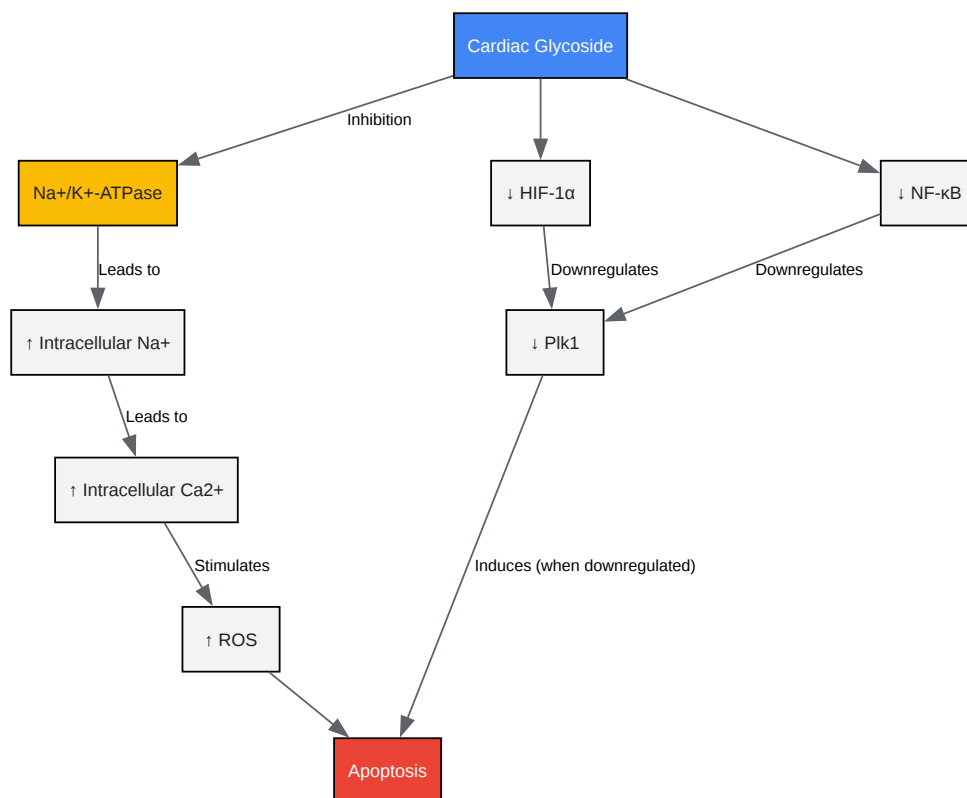 Cardiac Glycoside
Inhibition
Na+/K+-ATPase
↓ HIF-1α
↓ NF-κB
Leads to
Downregulates
Downregulates
↑ Intracellular Na+
↓ Plk1
Leads to
↑ Intracellular Ca2+
Stimulates
Induces (when downregulated)
↑ ROS
Apoptosis